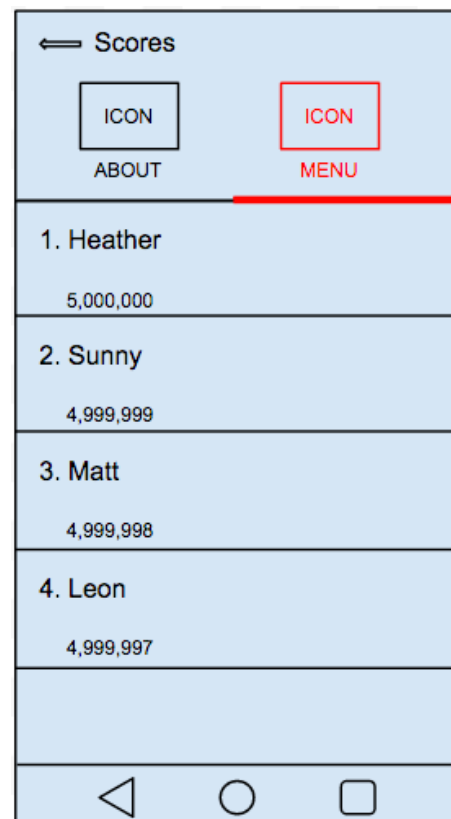 Scores
ICON ICON
ABOUT MENU
1. Heather
5,000,000
2. Sunny
4,999,999
3. Matt
4,999,998
4. Leon
4,999,997